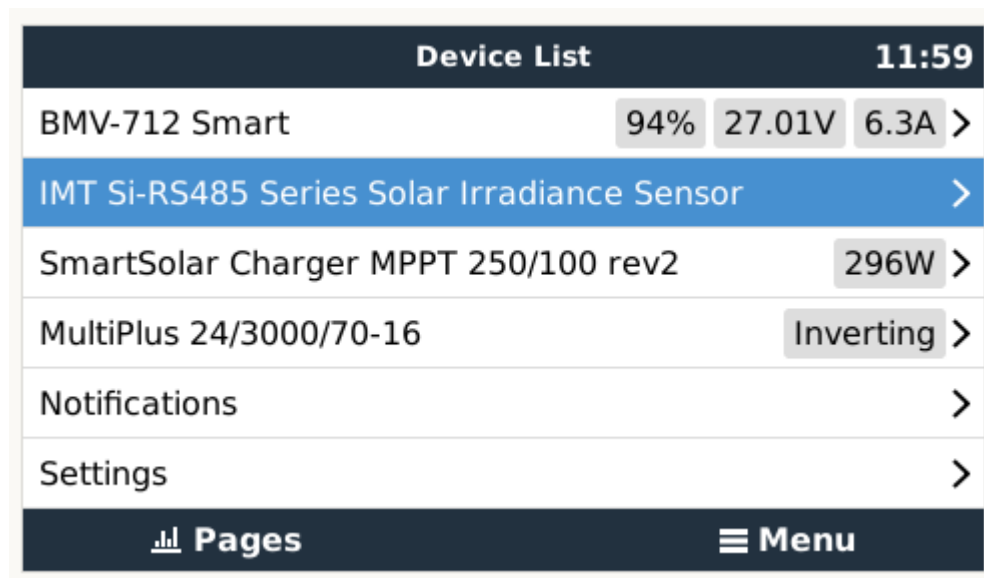 Device List 11:59
BMV-712 Smart 94% 27.01V 6.3A
IMT Si-RS485 Series Solar Irradiance Sensor
SmartSolar Charger MPPT 250/100 rev2 296W
MultiPlus 24/3000/70-16 Inverting
Notifications
Settings
Pages Menu